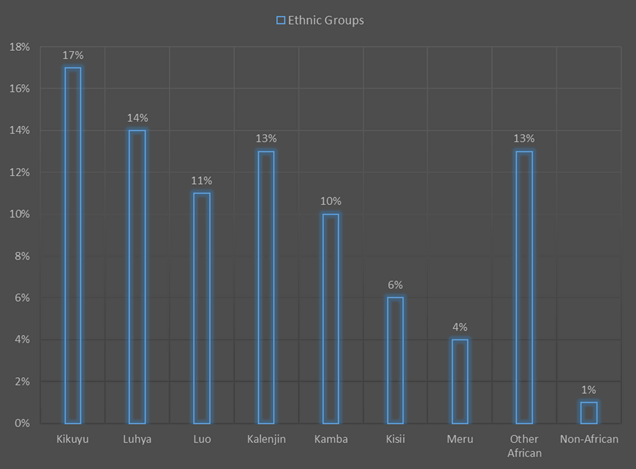 Ethnic Groups
18%
16%
14%
12%
10%
8%
6%
4%
2%
0%
17%
14%
11%
13%
10%
6%
4%
13%
1%
Kikuyu
Luhya
Luo
Kalenjin
Kamba
Kisii
Meru
Other
African
Non-African